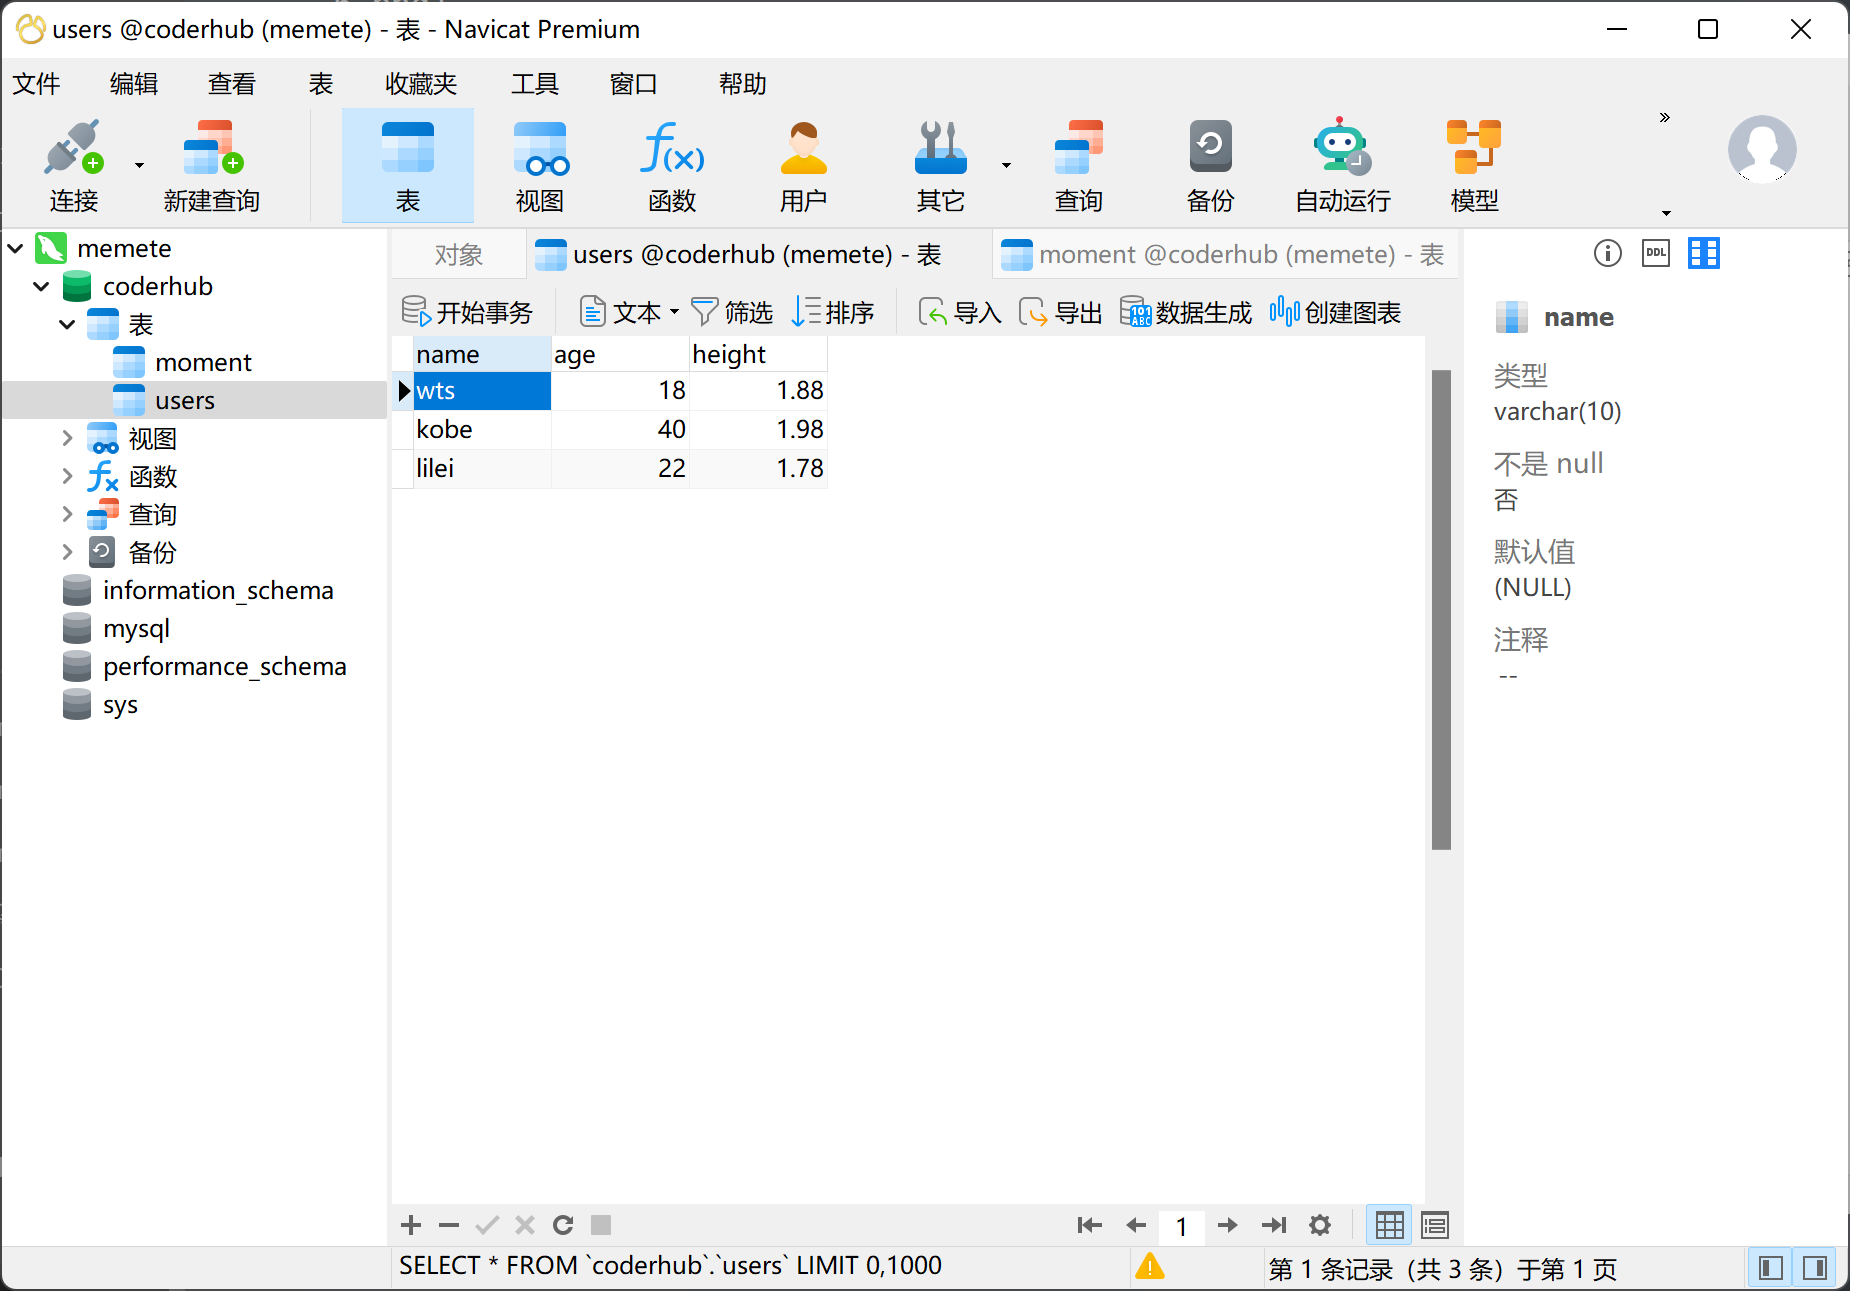 users @coderhub (memete) - 表 - Navicat Premium
文件 编辑 查看 表 收藏夹 工具 窗口 帮助
连接 新建查询 表 视图 函数 用户 其它 查询 备份 自动运行 模型
memete
coderhub
表
moment
users
视图
函数
查询
备份
information_schema
mysql
performance_schema
sys
对象 users @coderhub (memete) - 表 moment @coderhub (memete) - 表
开始事务 文本 筛选 排序 导入 导出 数据生成 创建图表
name age height
wts 18 1.88
kobe 40 1.98
lilei 22 1.78
DDL
name
类型
varchar(10)
不是 null
否
默认值
(NULL)
注释
--
1
SELECT * FROM `coderhub`.`users` LIMIT 0,1000
第 1 条记录（共 3 条）于第 1 页